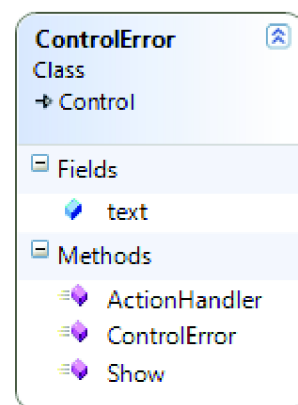 ControlError
Class
Control
Fields
text
Methods
ActionHandler
ControlError
Show